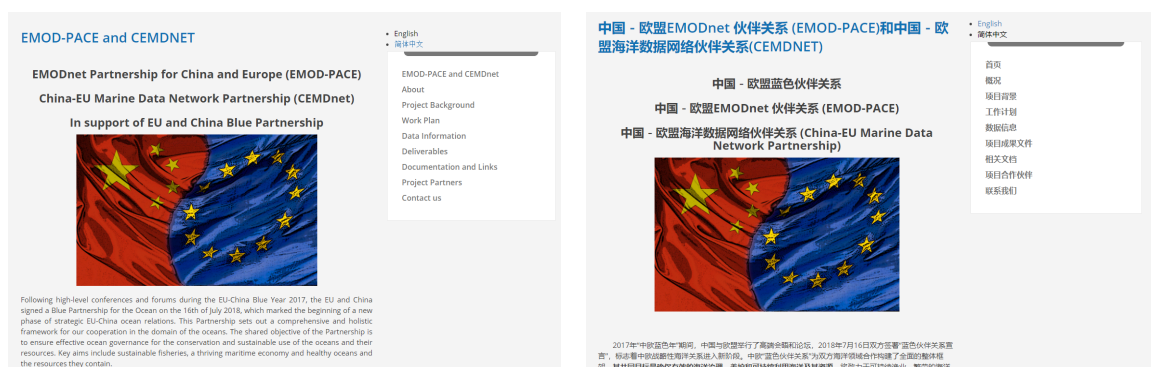 EMOD-PACE and CEMDNET
EMODnet Partnership for China and Europe (EMOD-PACE)
China-EU Marine Data Network Partnership (CEMDnet)
In support of EU and China Blue Partnership
Following high-level conferences and forums during the EU-China Blue Year 2017, the EU and China
signed a Blue Partnership for the Ocean on the 16th of July 2018, which marked the beginning of a new
phase of strategic EU-China ocean relations. This Partnership sets out a comprehensive and holistic
framework for our cooperation in the domain of the oceans. The shared objective of the Partnership is
to ensure effective ocean governance for the conservation and sustainable use of the oceans and their
resources. Key aims include sustainable fisheries, a thriving maritime economy and healthy oceans and
the resources they contain.
English
简体中文
EMOD-PACE and CEMDnet
About
Project Background
Work Plan
Data Information
Deliverables
Documentation and Links
Project Partners
Contact us
中国 - 欧盟EMODnet 伙伴关系 (EMOD-PACE)和中国 - 欧
盟海洋数据网络伙伴关系(CEMDNET)
中国 - 欧盟蓝色伙伴关系
中国 - 欧盟EMODnet 伙伴关系 (EMOD-PACE)
中国 - 欧盟海洋数据网络伙伴关系 (China-EU Marine Data
Network Partnership)
2017年"中欧蓝色年"期间，中国与欧盟举行了高端会晤和论坛，2018年7月16日双方签署"蓝色伙伴关系宣
言"，标志着中欧战略性海洋关系进入新阶段。中欧"蓝色伙伴关系"为双方海洋领域合作构建了全面的整体框
English
简体中文
首页
概况
项目背景
工作计划
数据信息
项目成果文件
相关文档
项目合作伙伴
联系我们